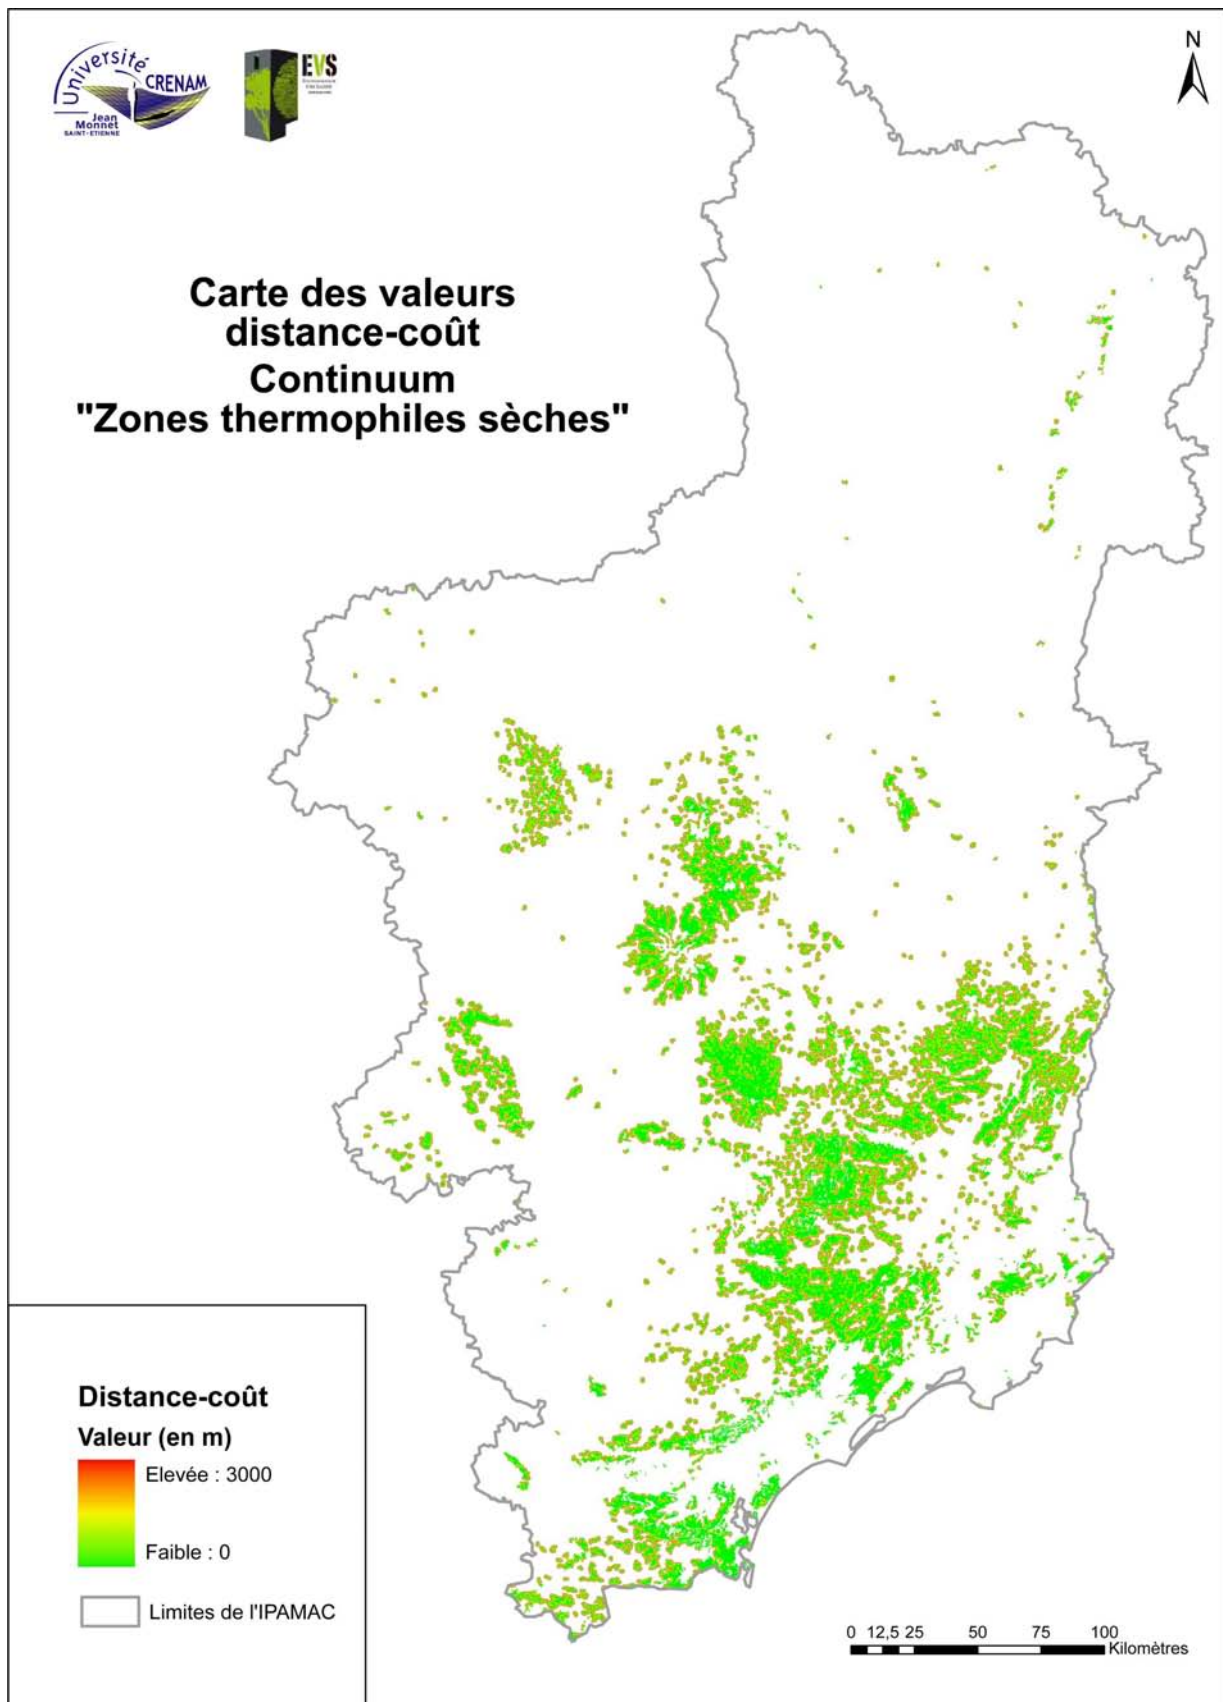 Université
CRENAM
Jean
Monnet
SAINT-ETIENNE
EVS
N
Carte des valeurs
distance-coût
Continuum
"Zones thermophiles sèches"
Distance-coût
Valeur (en m)
Elevée : 3000
Faible : 0
Limites de l'IPAMAC
0 12,5 25 50 75 100
Kilomètres